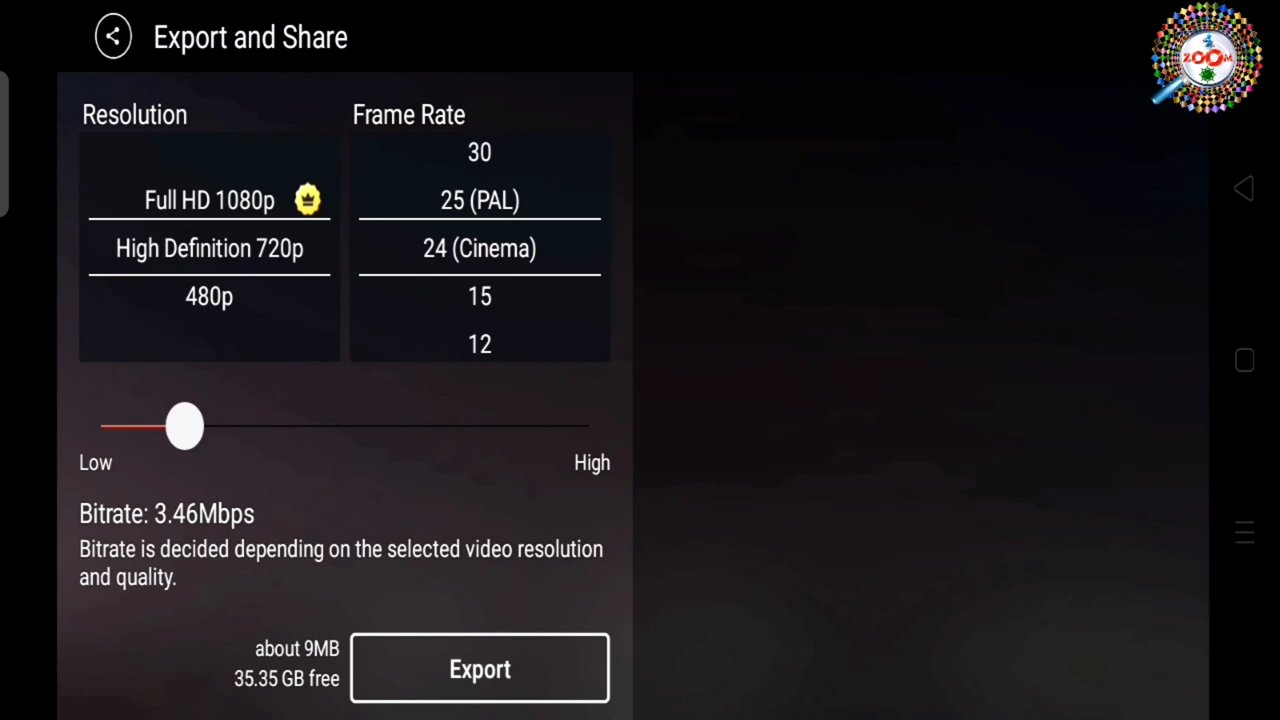 Export and Share
ZOOM
Resolution
Frame Rate
30
Full HD 1080p
25 (PAL)
High Definition 720p
24 (Cinema)
480p
15
12
Low
High
Bitrate: 3.46Mbps
Bitrate is decided depending on the selected video resolution
and quality.
about 9MB
35.35 GB free
Export